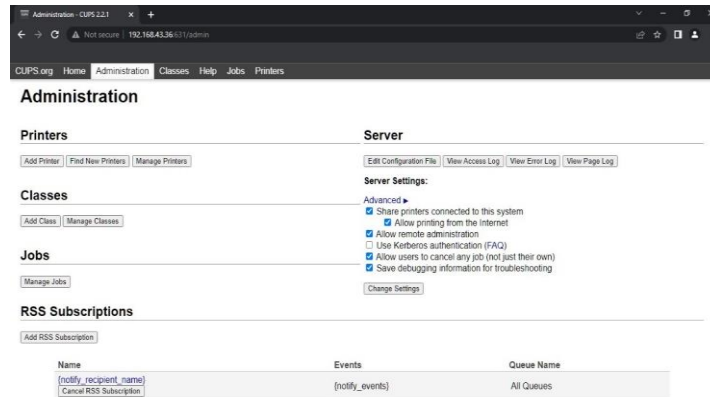 Administration - CUPS 2.2.1
Not secure | 192.168.43.36:631/admin
CUPS.org Home Administration Classes Help Jobs Printers
Administration
Printers
Add Printer Find New Printers Manage Printers
Classes
Add Class Manage Classes
Jobs
Manage Jobs
Server
Edit Configuration File View Access Log View Error Log View Page Log
Server Settings:
Advanced
Share printers connected to this system
Allow printing from the Internet
Allow remote administration
Use Kerberos authentication (FAQ)
Allow users to cancel any job (not just their own)
Save debugging information for troubleshooting
Change Settings
RSS Subscriptions
Add RSS Subscription
Name Events Queue Name
{notify_recipient_name} {notify_events} All Queues
Cancel RSS Subscription